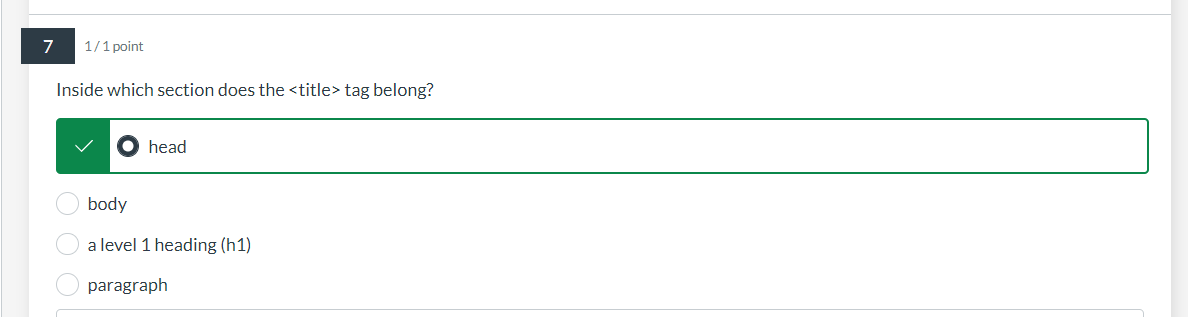 7
1 / 1 point
Inside which section does the <title> tag belong?
head
body
a level 1 heading (h1)
paragraph